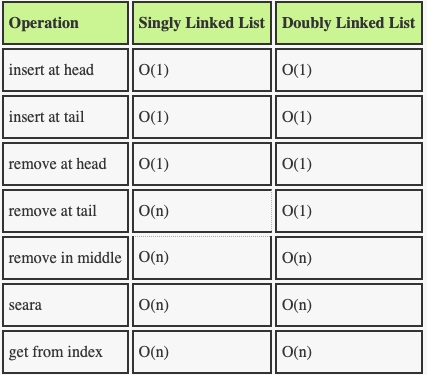 Operation Singly Linked List Doubly Linked List
insert at head O(1) O(1)
insert at tail O(1) O(1)
remove at head O(1) O(1)
remove at tail O(n) O(1)
remove in middle O(n) O(n)
seara O(n) O(n)
get from index O(n) O(n)